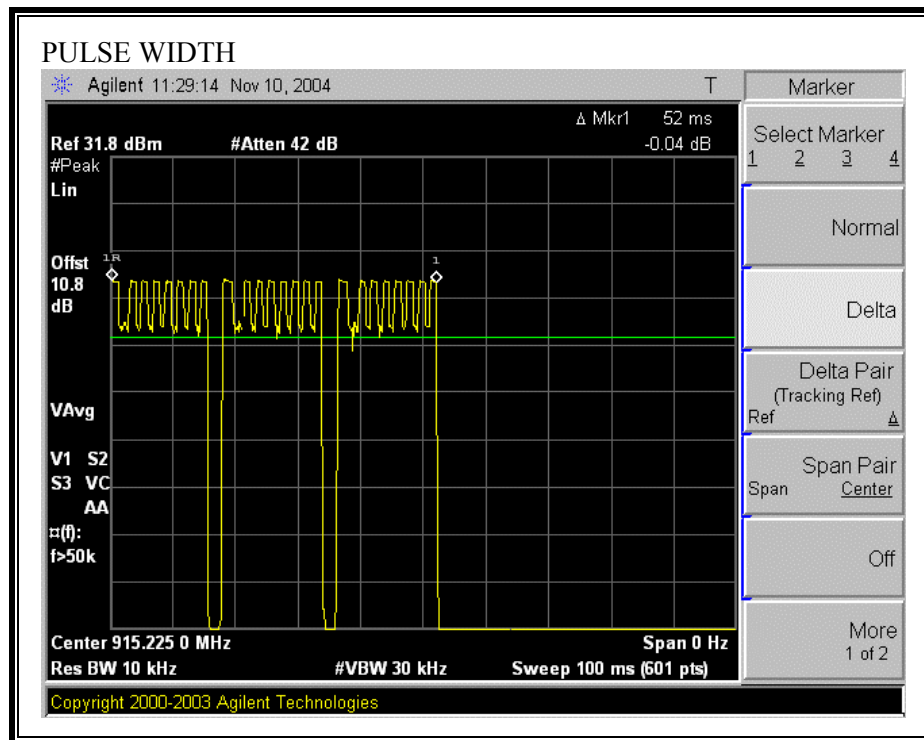 PULSE WIDTH
Agilent 11:29:14 Nov 10, 2004 T
Marker
Δ Mkr1 52 ms
Ref 31.8 dBm #Atten 42 dB -0.04 dB
#Peak
Lin
Offst
10.8
dB
1R
1
VAvg
V1 S2
S3 VC
AA
¤(f):
f>50k
Center 915.225 0 MHz Span 0 Hz
Res BW 10 kHz #VBW 30 kHz Sweep 100 ms (601 pts)
Copyright 2000-2003 Agilent Technologies
Select Marker
1 2 3 4
Normal
Delta
Delta Pair
(Tracking Ref)
Ref Δ
Span Pair
Span Center
Off
More
1 of 2